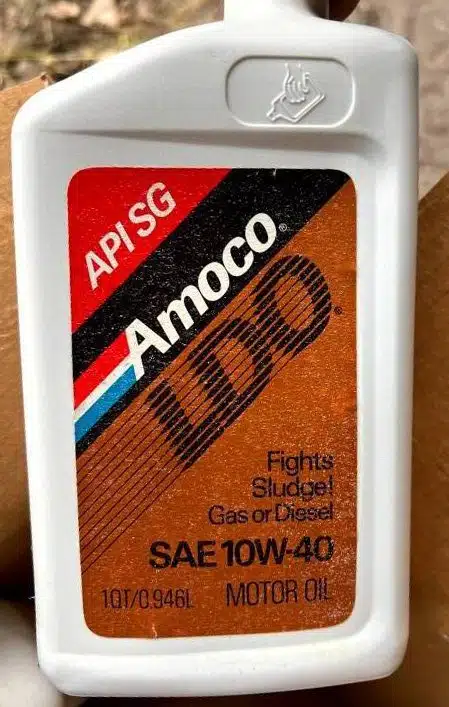 API SG
Amoco®
LDO®
Fights
Sludge!
Gas or Diesel
SAE 10W-40
1QT/0.946L MOTOR OIL